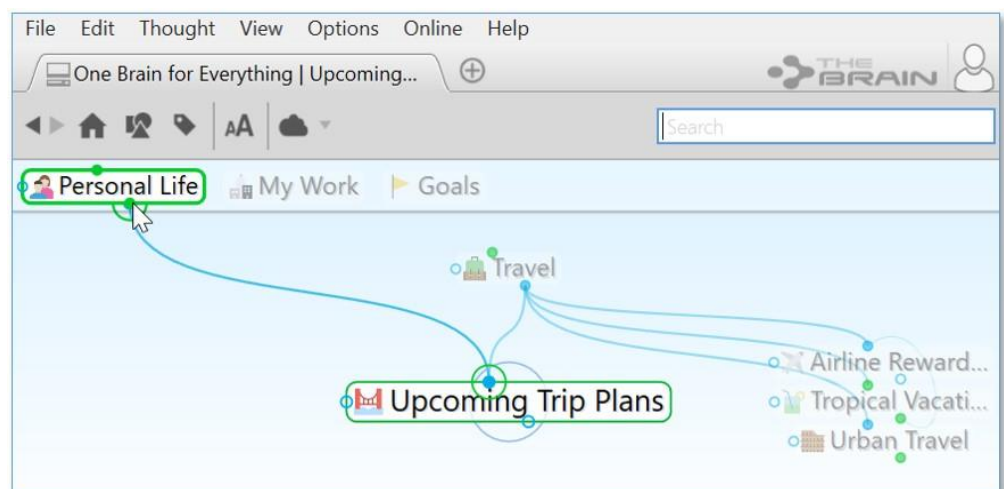 File Edit Thought View Options Online Help
One Brain for Everything | Upcoming...
THE
BRAIN
AA
Search
Personal Life My Work Goals
Travel
Airline Reward...
Upcoming Trip Plans
Tropical Vacati...
Urban Travel